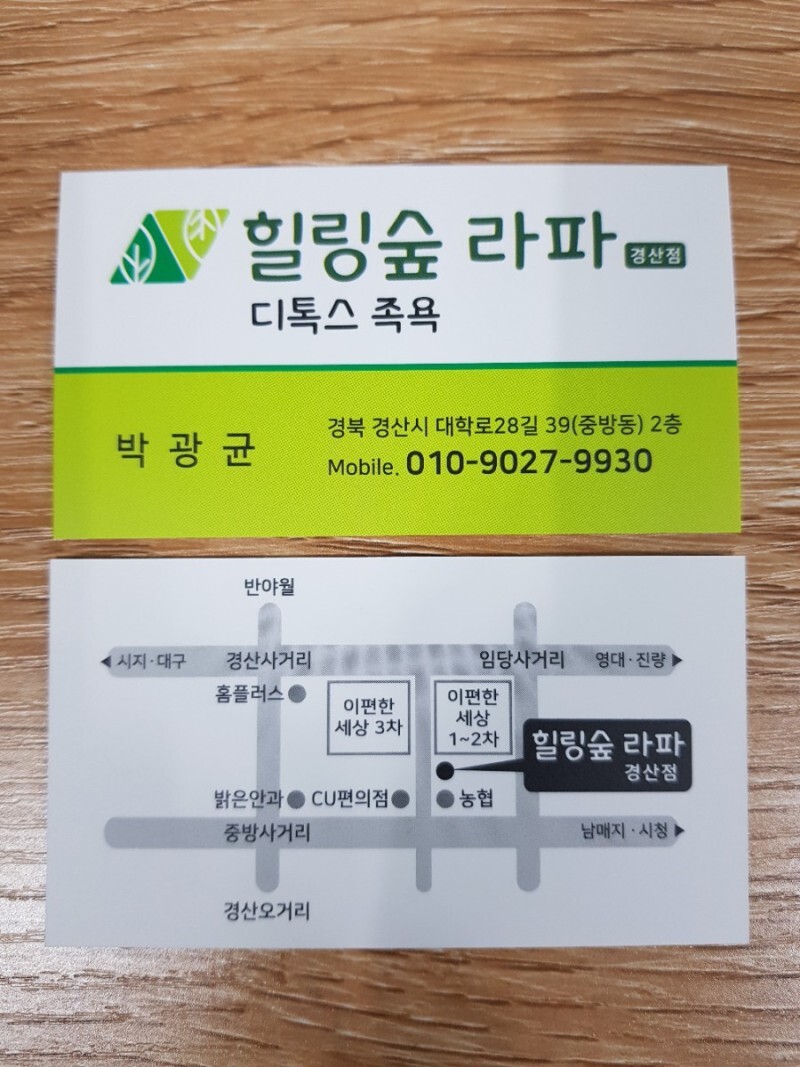 힐링숲 라파 경산점
디톡스 족욕
박광균
경북 경산시 대학로28길 39(중방동) 2층
Mobile. 010-9027-9930
반야월
◀ 시지·대구
경산사거리
임당사거리
영대·진량 ▶
홈플러스
이편한
세상 3차
이편한
세상
1~2차
힐링숲 라파
경산점
밝은안과
CU편의점
농협
중방사거리
남매지·시청 ▶
경산오거리